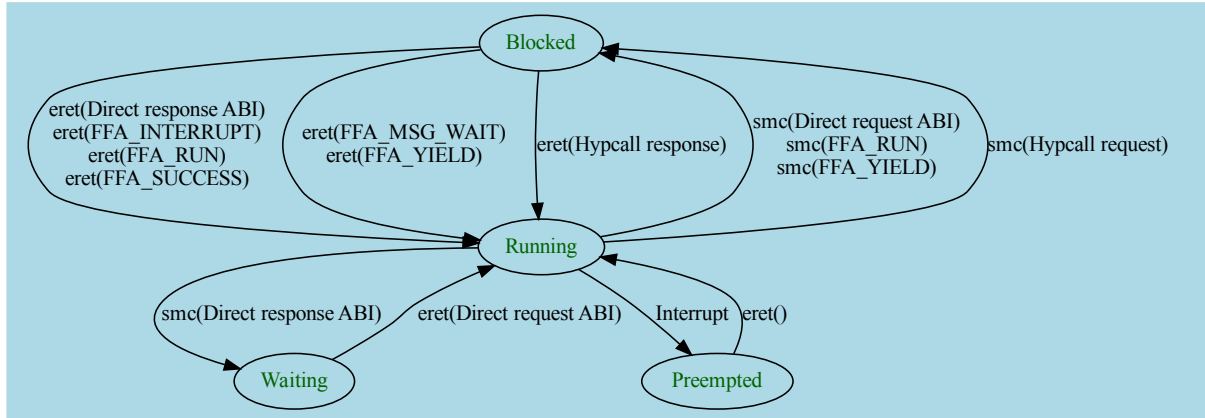 Blocked
eret(Direct response ABI)
eret(FFA_INTERRUPT)
eret(FFA_RUN)
eret(FFA_SUCCESS)
eret(FFA_MSG_WAIT)
eret(FFA_YIELD)
eret(Hypcall response)
smc(Direct request ABI)
smc(FFA_RUN)
smc(FFA_YIELD)
smc(Hypcall request)
Running
smc(Direct response ABI)
eret(Direct request ABI)
Interrupt
eret()
Waiting
Preempted